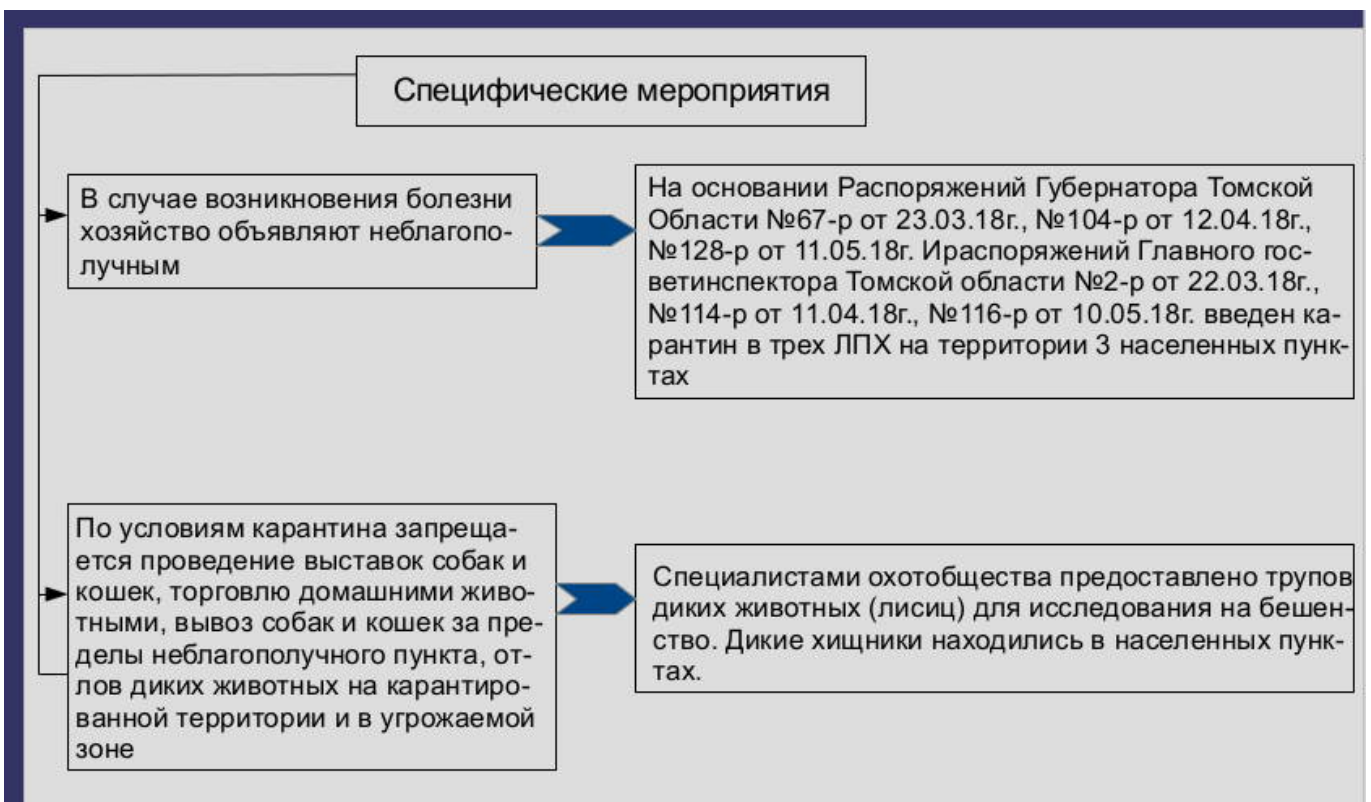 Специфические мероприятия
В случае возникновения болезни
хозяйство объявляют неблагопо-
лучным
На основании Распоряжений Губернатора Томской
Области №67-р от 23.03.18г., №104-р от 12.04.18г.,
№128-р от 11.05.18г. Ираспоряжений Главного гос-
ветинспектора Томской области №2-р от 22.03.18г.,
№114-р от 11.04.18г., №116-р от 10.05.18г. введен ка-
рантин в трех ЛПХ на территории 3 населенных пунк-
тах
По условиям карантина запреща-
ется проведение выставок собак и
кошек, торговлю домашними живо-
тными, вывоз собак и кошек за пре-
делы неблагополучного пункта, от-
лов диких животных на карантиро-
ванной территории и в угрожаемой
зоне
Специалистами охотобщества предоставлено трупов
диких животных (лисиц) для исследования на бешен-
ство. Дикие хищники находились в населенных пунк-
тах.